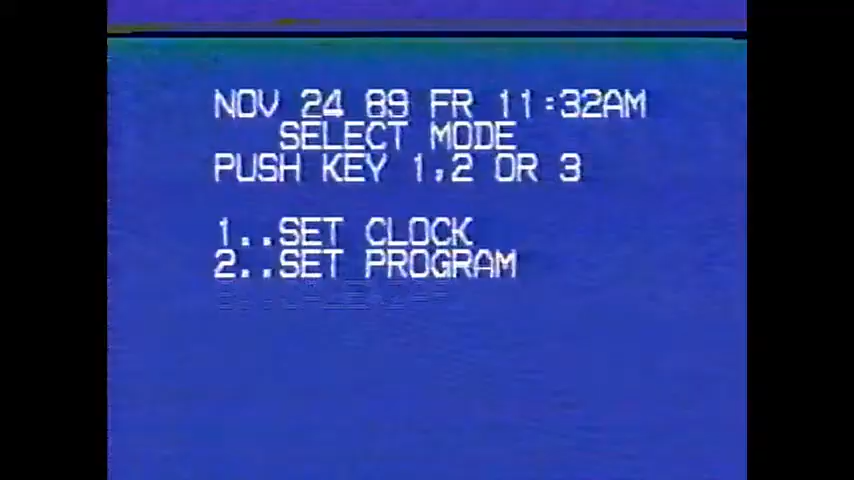 NOV 24 89 FR 11:32AM
SELECT MODE
PUSH KEY 1,2 OR 3
1..SET CLOCK
2..SET PROGRAM